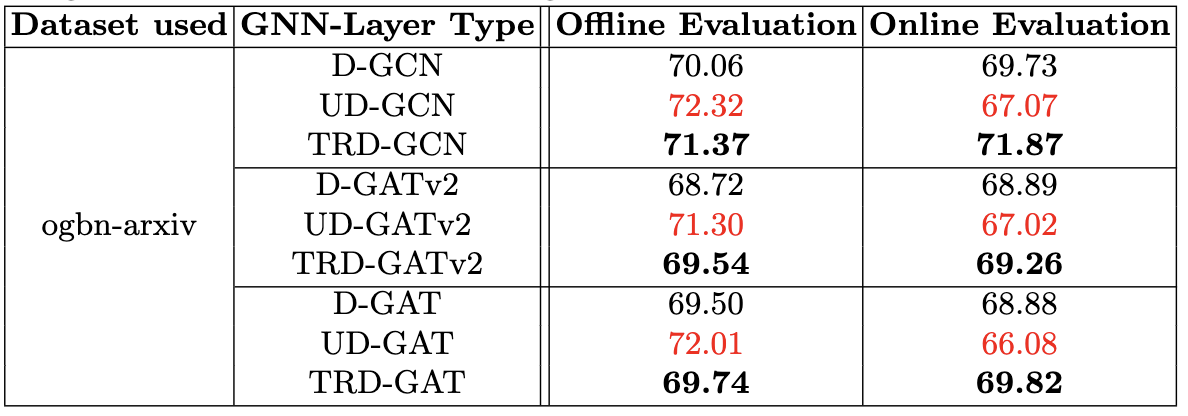 Dataset used GNN-Layer Type Offline Evaluation Online Evaluation
D-GCN 70.06 69.73
UD-GCN 72.32 67.07
TRD-GCN 71.37 71.87
D-GATv2 68.72 68.89
ogbn-arxiv UD-GATv2 71.30 67.02
TRD-GATv2 69.54 69.26
D-GAT 69.50 68.88
UD-GAT 72.01 66.08
TRD-GAT 69.74 69.82